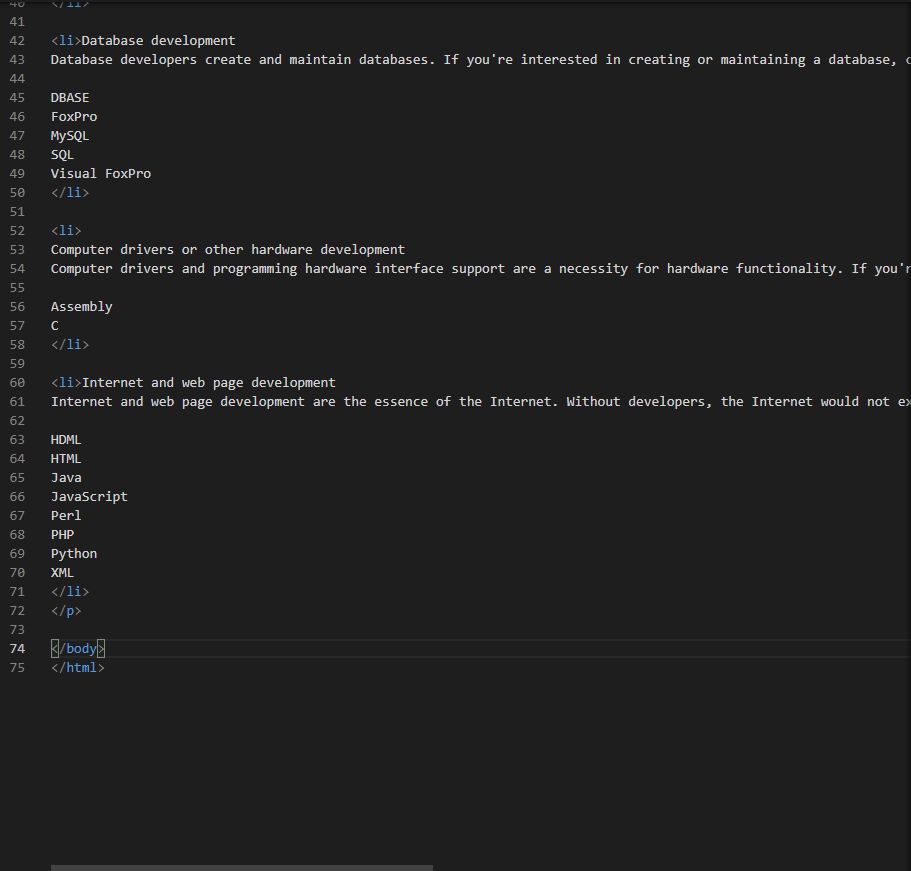 40 </li>
41
42 <li>Database development
43 Database developers create and maintain databases. If you're interested in creating or maintaining a database,
44
45 DBASE
46 FoxPro
47 MySQL
48 SQL
49 Visual FoxPro
50 </li>
51
52 <li>
53 Computer drivers or other hardware development
54 Computer drivers and programming hardware interface support are a necessity for hardware functionality. If
55
56 Assembly
57 C
58 </li>
59
60 <li>Internet and web page development
61 Internet and web page development are the essence of the Internet. Without developers, the Internet would not
62
63 HDML
64 HTML
65 Java
66 JavaScript
67 Perl
68 PHP
69 Python
70 XML
71 </li>
72 </p>
73
74 </body>
75 </html>